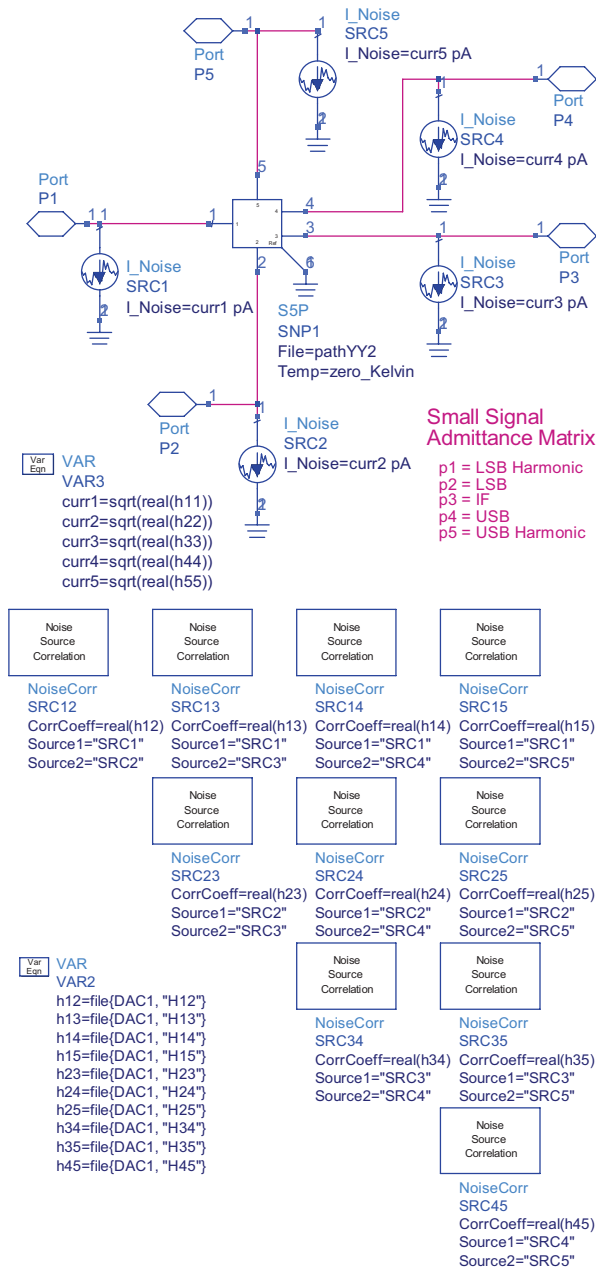 1
1
I_Noise
SRC5
I_Noise=curr5 pA
Port
P5
2
1
1
Port
P4
I_Noise
SRC4
I_Noise=curr4 pA
2
5
5
4
4
Port
P1
1
1
1
1
3
3
2
Ref
2
6
1
1
Port
P3
I_Noise
SRC1
I_Noise=curr1 pA
2
I_Noise
SRC3
I_Noise=curr3 pA
2
S5P
SNP1
File=pathYY2
Temp=zero_Kelvin
1
Port
P2
1
I_Noise
SRC2
I_Noise=curr2 pA
2
Small Signal
Admittance Matrix
p1 = LSB Harmonic
p2 = LSB
p3 = IF
p4 = USB
p5 = USB Harmonic
Var
Eqn
VAR
VAR3
curr1=sqrt(real(h11))
curr2=sqrt(real(h22))
curr3=sqrt(real(h33))
curr4=sqrt(real(h44))
curr5=sqrt(real(h55))
Noise
Source
Correlation
NoiseCorr
SRC12
CorrCoeff=real(h12)
Source1="SRC1"
Source2="SRC2"
Noise
Source
Correlation
NoiseCorr
SRC13
CorrCoeff=real(h13)
Source1="SRC1"
Source2="SRC3"
Noise
Source
Correlation
NoiseCorr
SRC14
CorrCoeff=real(h14)
Source1="SRC1"
Source2="SRC4"
Noise
Source
Correlation
NoiseCorr
SRC15
CorrCoeff=real(h15)
Source1="SRC1"
Source2="SRC5"
Noise
Source
Correlation
NoiseCorr
SRC23
CorrCoeff=real(h23)
Source1="SRC2"
Source2="SRC3"
Noise
Source
Correlation
NoiseCorr
SRC24
CorrCoeff=real(h24)
Source1="SRC2"
Source2="SRC4"
Noise
Source
Correlation
NoiseCorr
SRC25
CorrCoeff=real(h25)
Source1="SRC2"
Source2="SRC5"
Var
Eqn
VAR
VAR2
h12=file{DAC1, "H12"}
h13=file{DAC1, "H13"}
h14=file{DAC1, "H14"}
h15=file{DAC1, "H15"}
h23=file{DAC1, "H23"}
h24=file{DAC1, "H24"}
h25=file{DAC1, "H25"}
h34=file{DAC1, "H34"}
h35=file{DAC1, "H35"}
h45=file{DAC1, "H45"}
Noise
Source
Correlation
NoiseCorr
SRC34
CorrCoeff=real(h34)
Source1="SRC3"
Source2="SRC4"
Noise
Source
Correlation
NoiseCorr
SRC35
CorrCoeff=real(h35)
Source1="SRC3"
Source2="SRC5"
Noise
Source
Correlation
NoiseCorr
SRC45
CorrCoeff=real(h45)
Source1="SRC4"
Source2="SRC5"